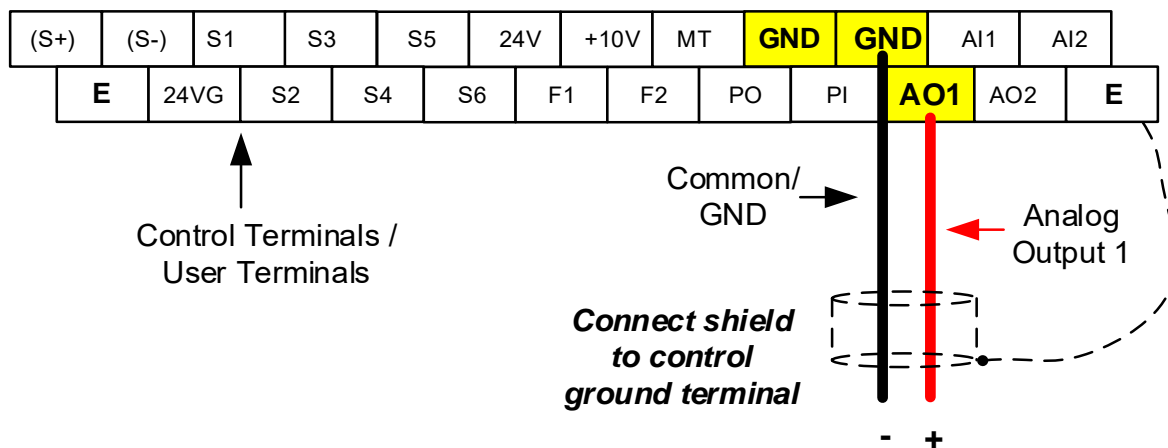 (S+) (S-) S1 S3 S5 24V +10V MT GND GND AI1 AI2
E 24VG S2 S4 S6 F1 F2 PO PI AO1 AO2 E
Control Terminals /
User Terminals
Common/
GND
Analog
Output 1
Connect shield
to control
ground terminal
- +